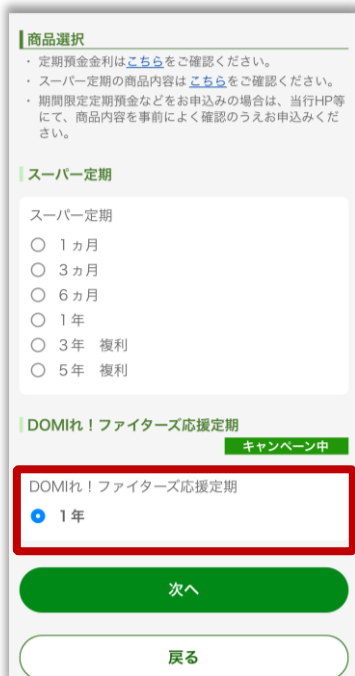 商品選択
・ 定期預金金利はこちらをご確認ください。
・ スーパー定期の商品内容はこちらをご確認ください。
・ 期間限定定期預金などをお申込みの場合は、当行HP等
にて、商品内容を事前によく確認のうえお申込みくだ
さい。
スーパー定期
スーパー定期
1ヵ月
3ヵ月
6ヵ月
1年
3年 複利
5年 複利
DOMIれ！ファイターズ応援定期
キャンペーン中
DOMIれ！ファイターズ応援定期
1年
次へ
戻る